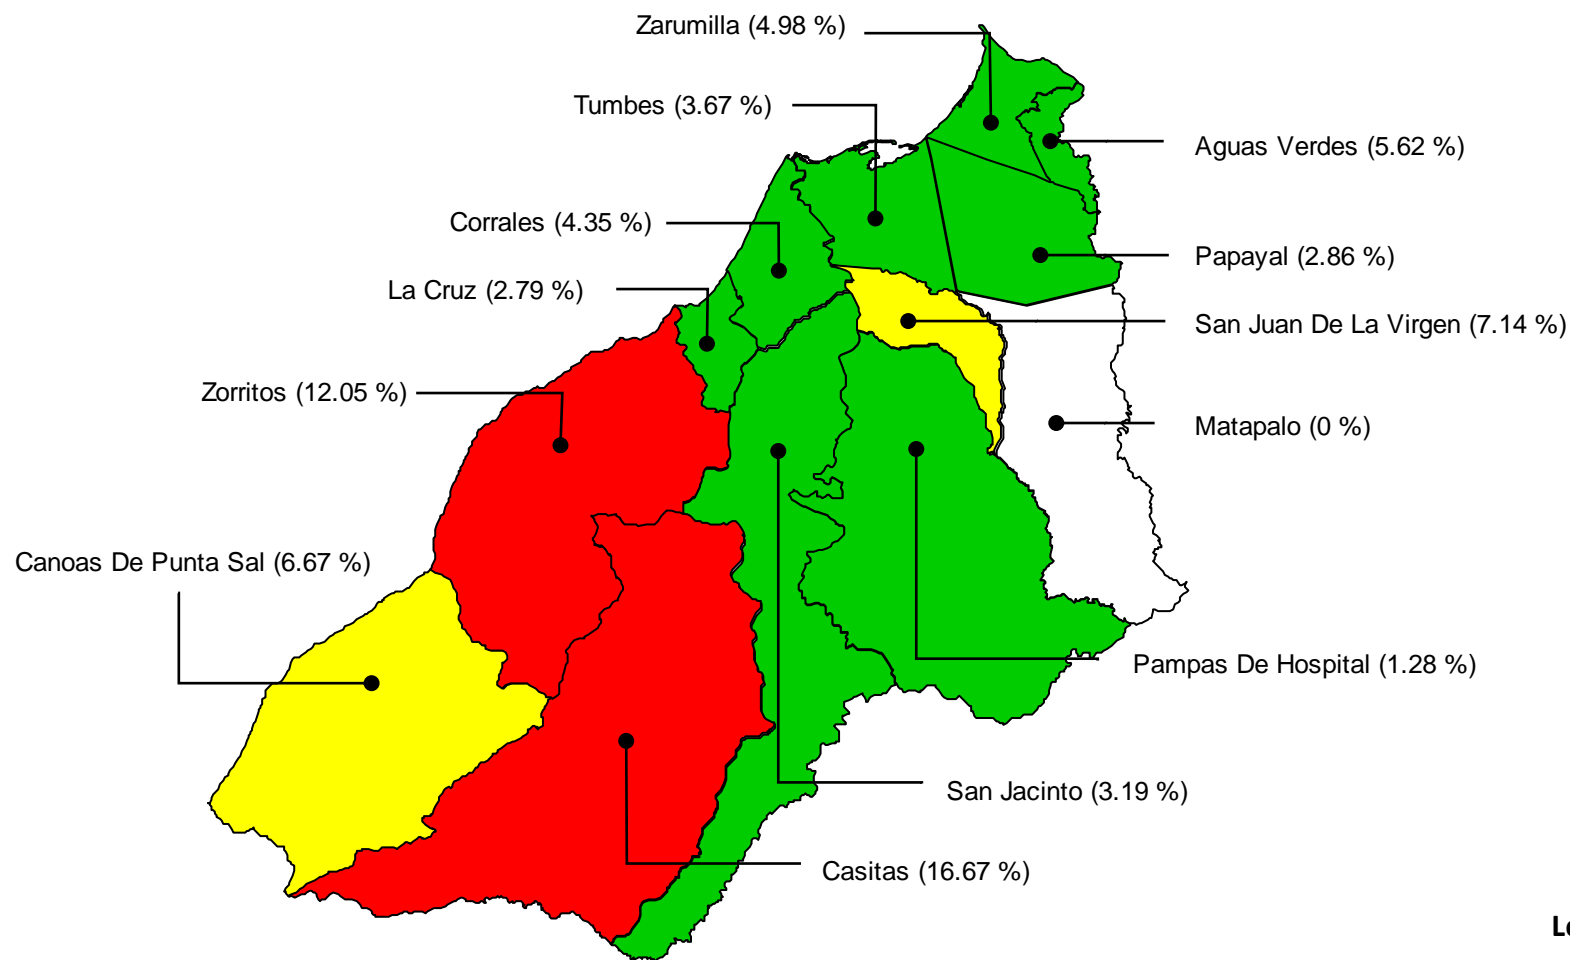 Zarumilla (4.98 %)
Tumbes (3.67 %)
Aguas Verdes (5.62 %)
Corrales (4.35 %)
Papayal (2.86 %)
La Cruz (2.79 %)
San Juan De La Virgen (7.14 %)
Zorritos (12.05 %)
Matapalo (0 %)
Canoas De Punta Sal (6.67 %)
Pampas De Hospital (1.28 %)
San Jacinto (3.19 %)
Casitas (16.67 %)